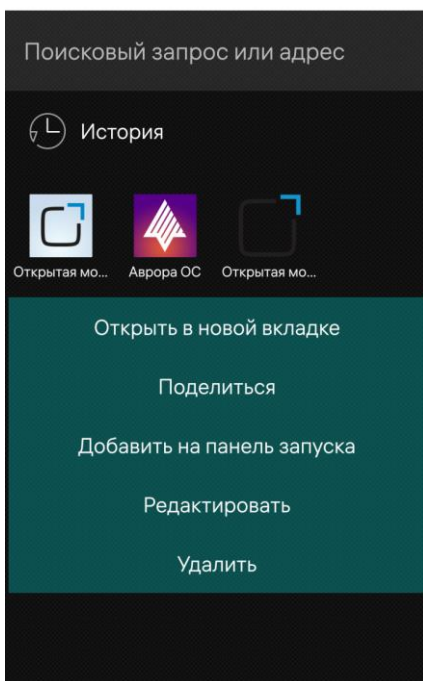 Поисковый запрос или адрес
История
Открытая мо... Аврора ОС Открытая мо...
Открыть в новой вкладке
Поделиться
Добавить на панель запуска
Редактировать
Удалить